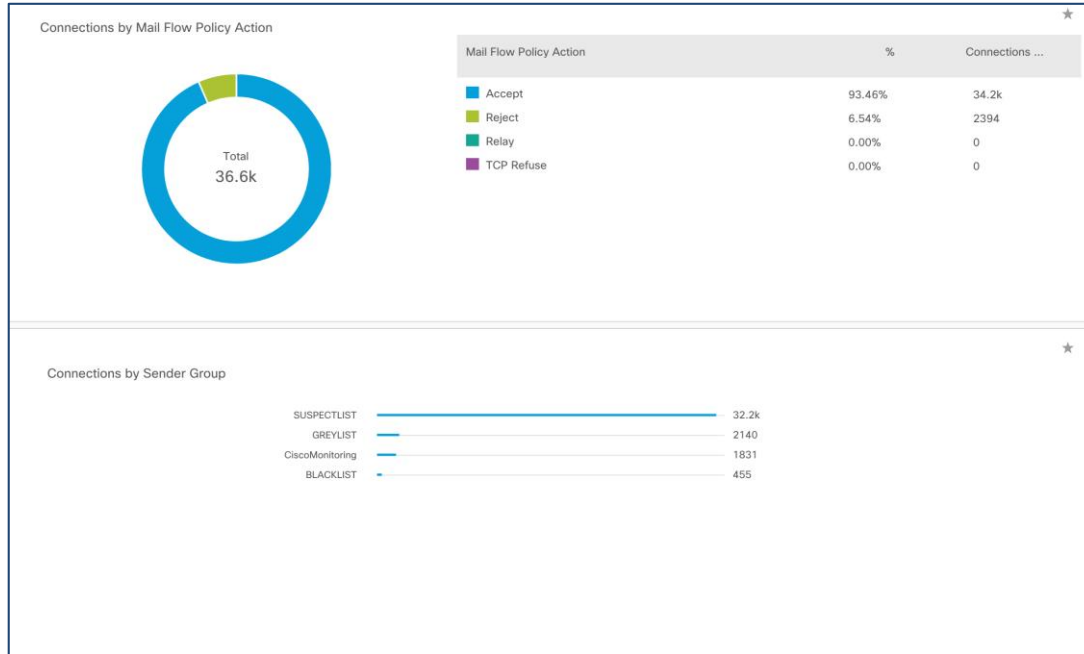 Connections by Mail Flow Policy Action
Total
36.6k
Mail Flow Policy Action % Connections ...
Accept 93.46% 34.2k
Reject 6.54% 2394
Relay 0.00% 0
TCP Refuse 0.00% 0
Connections by Sender Group
SUSPECTLIST 32.2k
GREYLIST 2140
CiscoMonitoring 1831
BLACKLIST 455